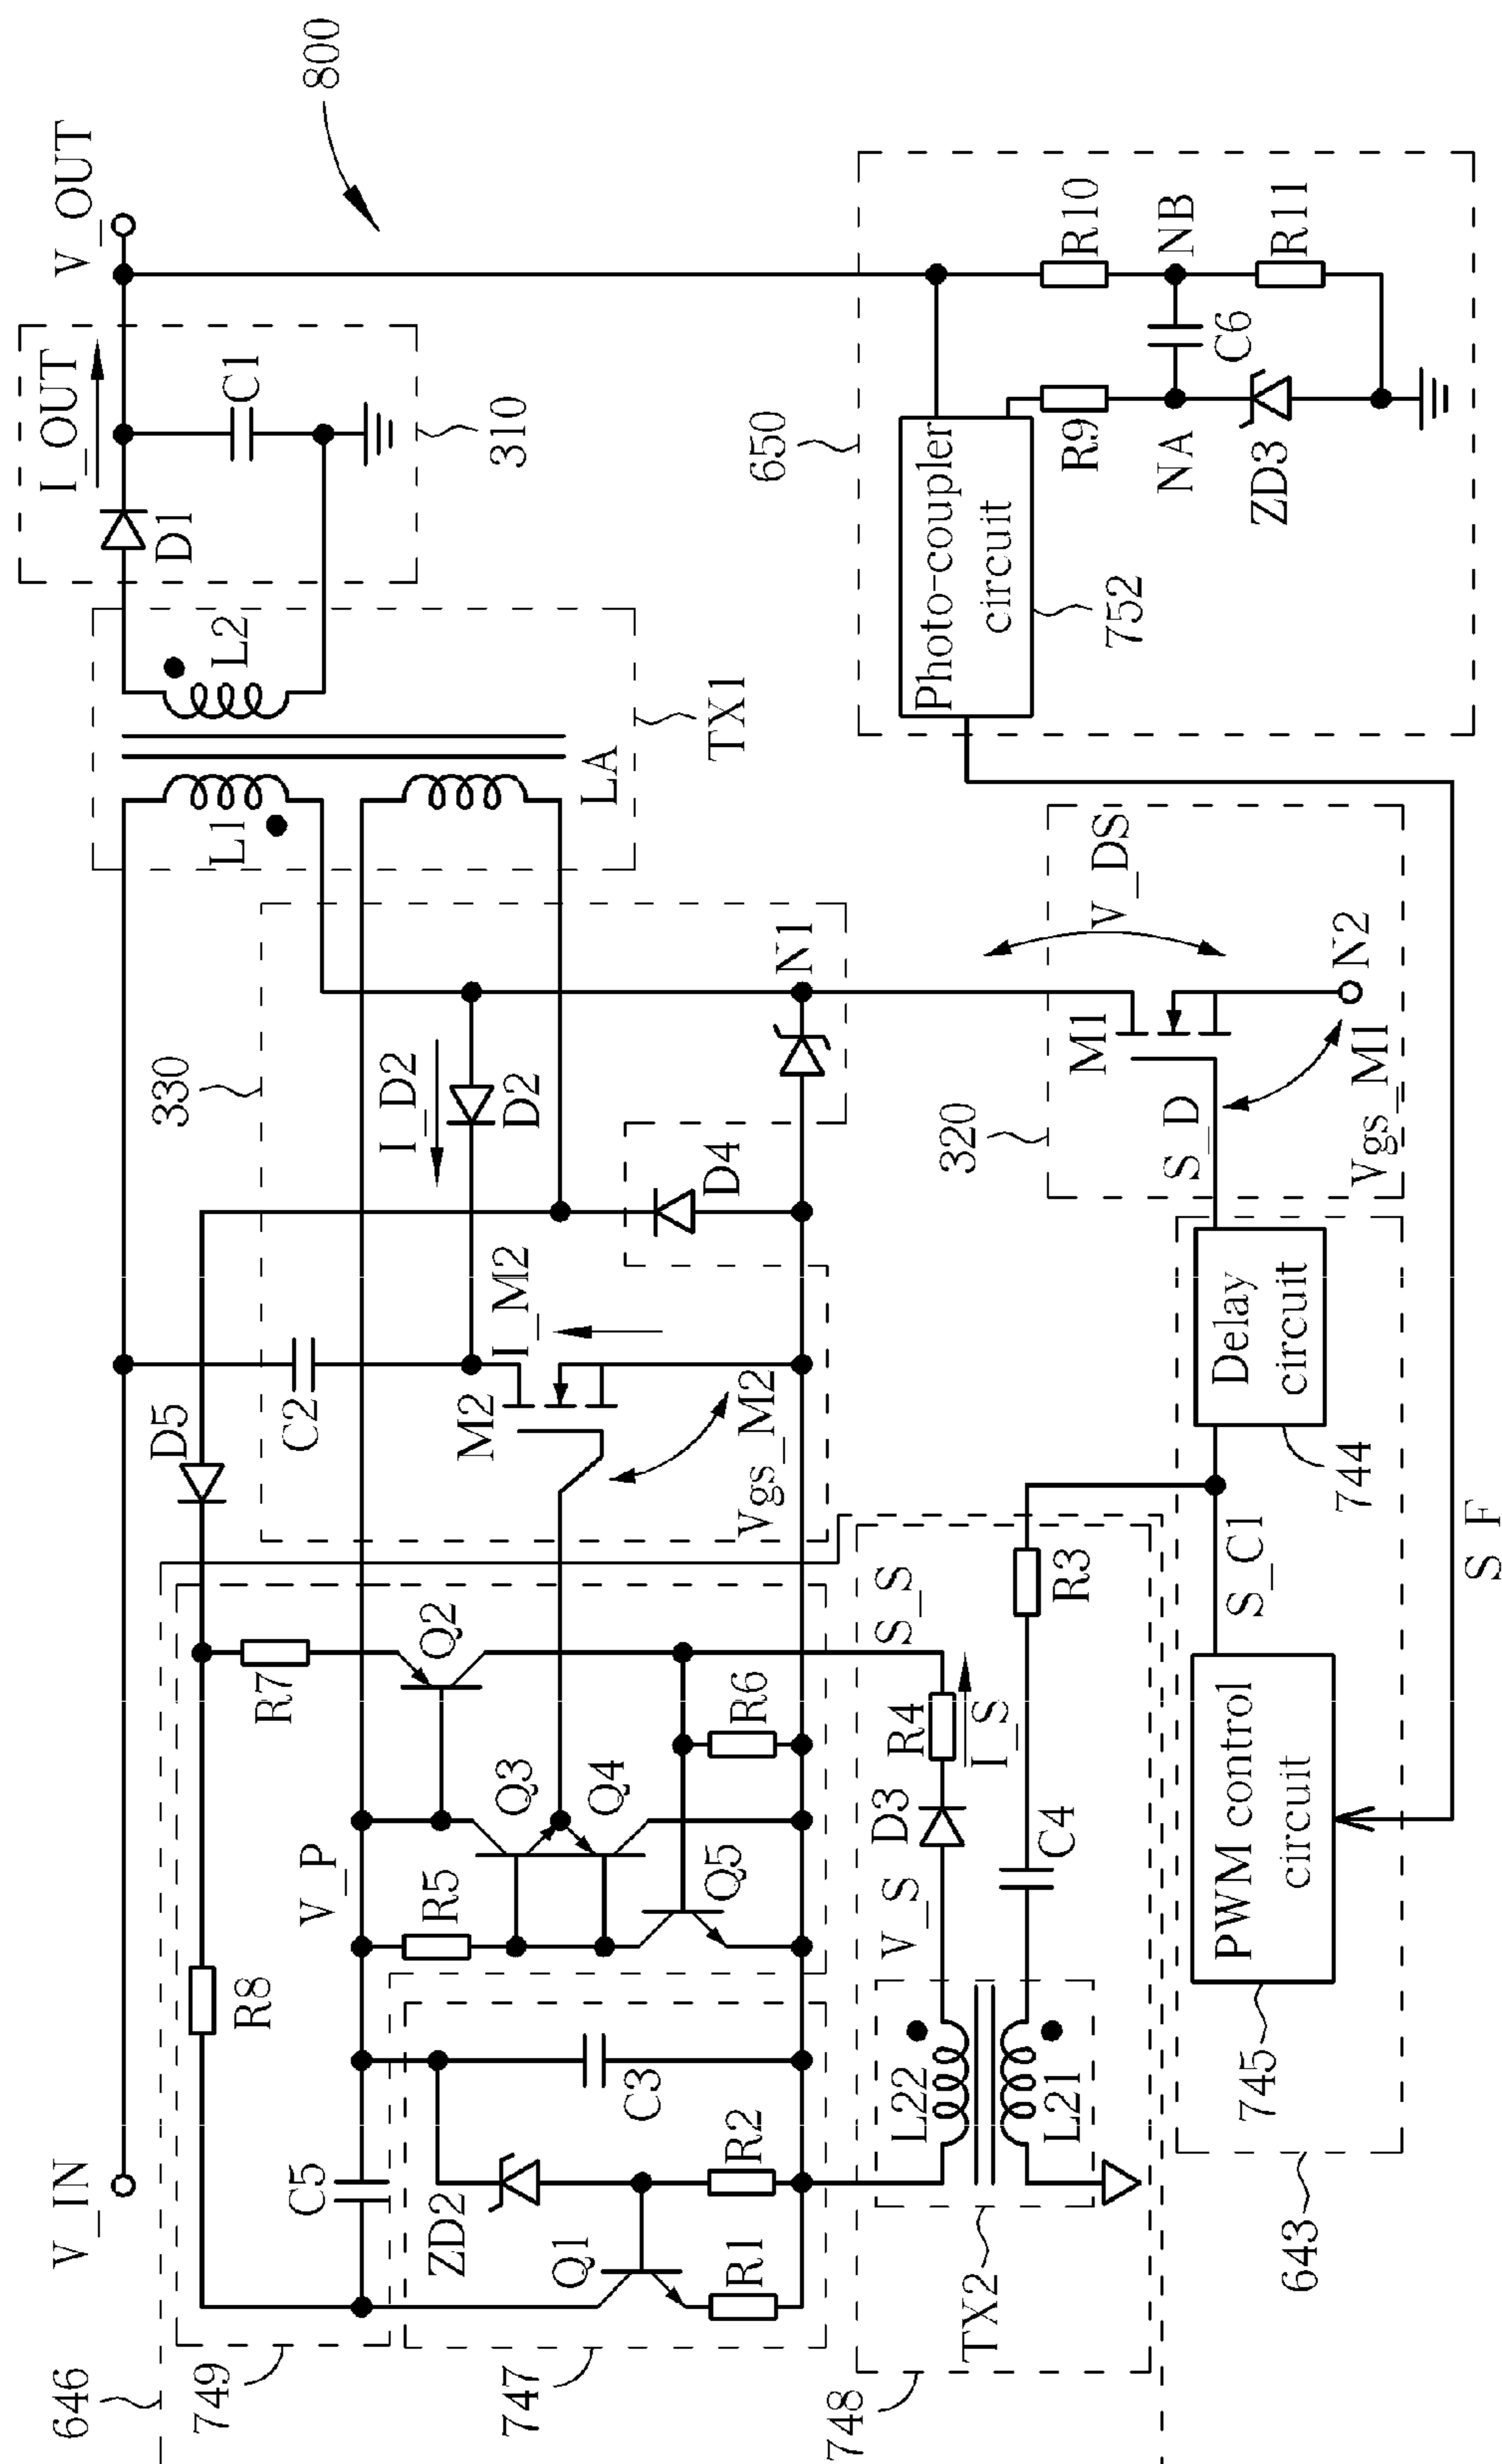 800
V_IN
V_OUT
I_OUT
D1
C1
310
L1
L2
LA
TX1
330
D5
C2
I_D2
D2
I_M2
M2
Vgs_M2
D4
N1
R8
R7
Q2
C5
V_P
R5
Q3
Q4
Q5
R6
ZD2
C3
Q1
R1
R2
646
749
747
748
S_S
R4
I_S
D3
V_S
L22
L21
TX2
C4
R3
320
V_DS
M1
S_D
Vgs_M1
N2
650
Photo-coupler
circuit
752
R9
R10
NA
NB
C6
ZD3
R11
PWM control
circuit
745
S_C1
Delay
circuit
744
643
S_F